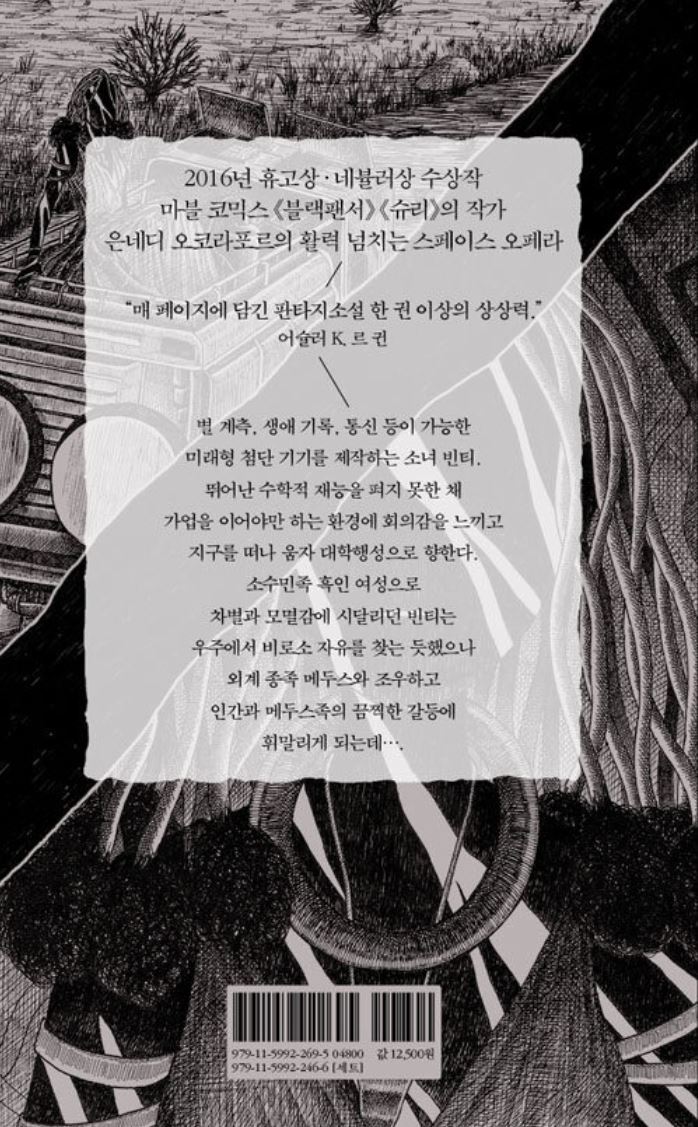 2016년 휴고상·네뷸러상 수상작
마블 코믹스 《블랙팬서》 《슈리》의 작가
은네디 오코라포르의 활력 넘치는 스페이스 오페라
“매 페이지에 담긴 판타지소설 한 권 이상의 상상력.”
어슐러 K. 르 귄
별 계측, 생애 기록, 통신 등이 가능한
미래형 첨단 기기를 제작하는 소녀 빈티.
뛰어난 수학적 재능을 펴지 못한 채
가업을 이어야만 하는 환경에 회의감을 느끼고
지구를 떠나 움자 대학행성으로 향한다.
소수민족 흑인 여성으로
차별과 모멸감에 시달리던 빈티는
우주에서 비로소 자유를 찾는 듯했으나
외계 종족 메두스와 조우하고
인간과 메두스족의 끔찍한 갈등에
휘말리게 되는데….
979-11-5992-269-5 04800 값 12,500원
979-11-5992-246-6 [세트]